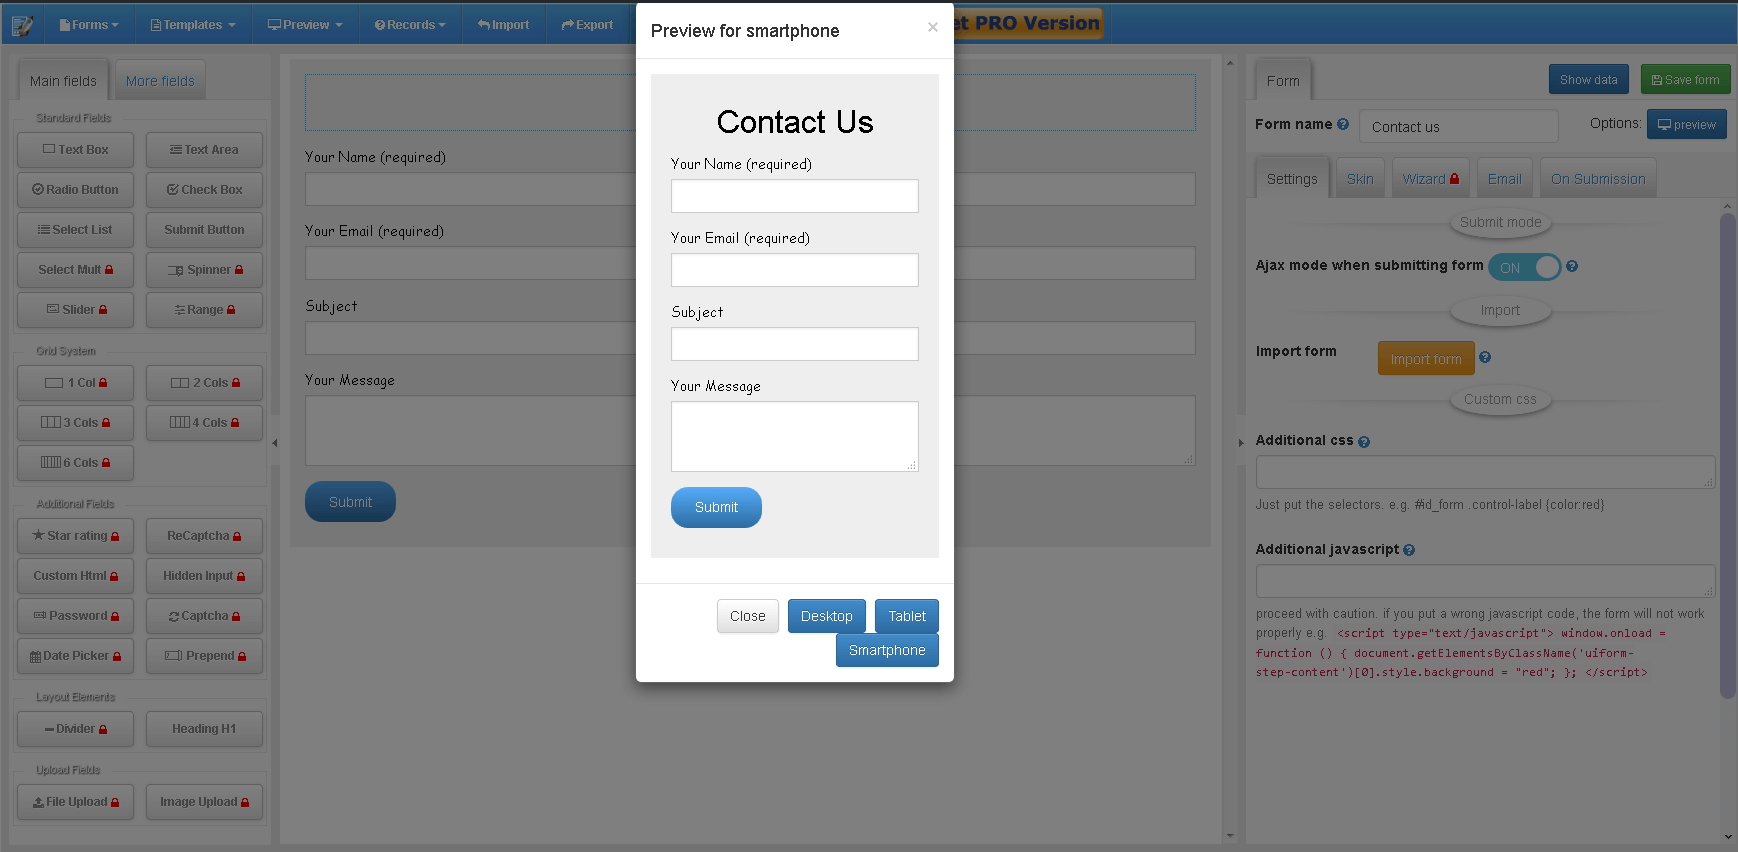 Forms
Templates
Preview
Records
Import
Export
et PRO Version
Main fields
More fields
Standard Fields
Text Box
Text Area
Radio Button
Check Box
Select List
Submit Button
Select Mult
Spinner
Slider
Range
Grid System
1 Col
2 Cols
3 Cols
4 Cols
6 Cols
Additional Fields
Star rating
ReCaptcha
Custom Html
Hidden Input
Password
Captcha
Date Picker
Prepend
Layout Elements
Divider
Heading H1
Upload Fields
File Upload
Image Upload
Your Name (required)
Your Email (required)
Subject
Your Message
Submit
Preview for smartphone
×
Contact Us
Your Name (required)
Your Email (required)
Subject
Your Message
Submit
Close
Desktop
Tablet
Smartphone
Form
Show data
Save form
Form name
Contact us
Options:
preview
Settings
Skin
Wizard
Email
On Submission
Submit mode
Ajax mode when submitting form
ON
Import
Import form
Import form
Custom css
Additional css
Just put the selectors. e.g. #id_form .control-label {color:red}
Additional javascript
proceed with caution. if you put a wrong javascript code, the form will not work
properly e.g. <script type="text/javascript"> window.onload =
function () { document.getElementsByClassName('uiform-
step-content')[0].style.background = "red"; }; </script>